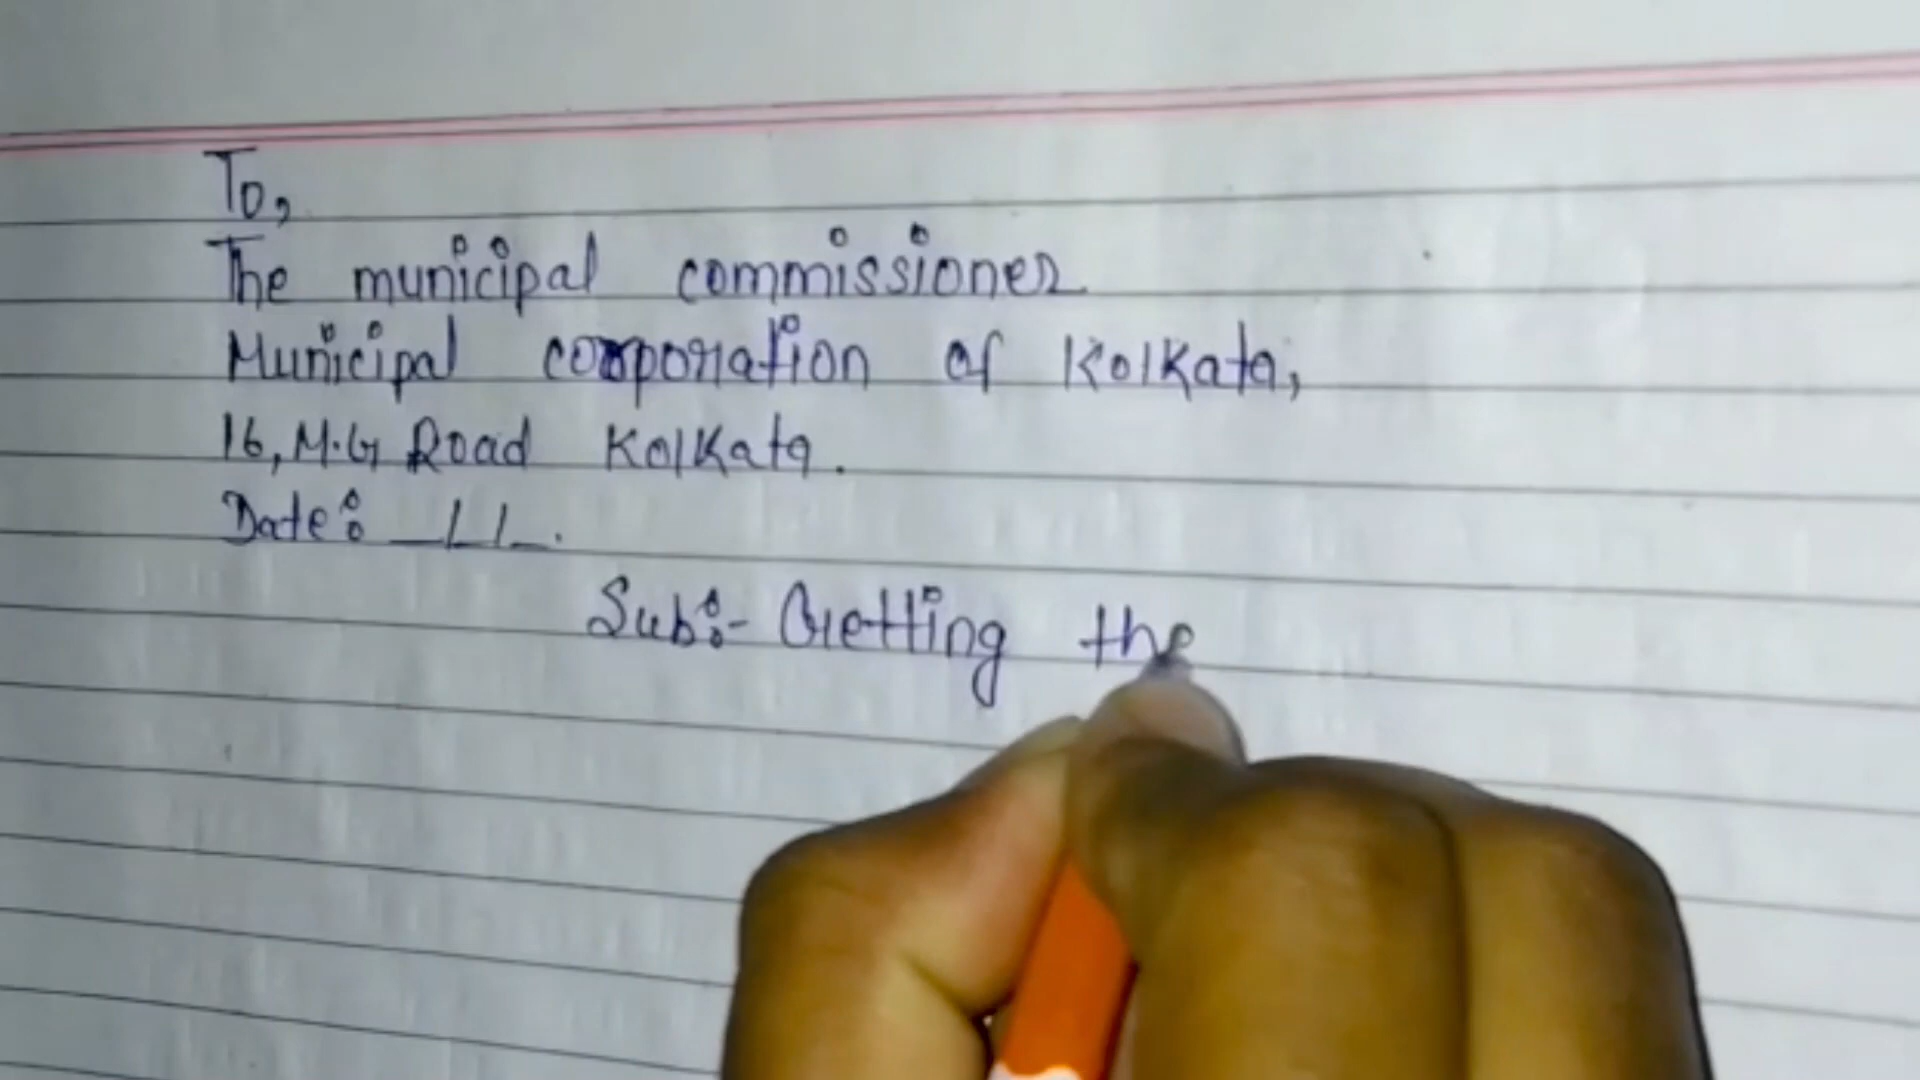 To,
The municipal commissioner
Municipal corporation of Kolkata,
16, M.G Road Kolkata.
Date: _/ /_.
Sub:- Getting the